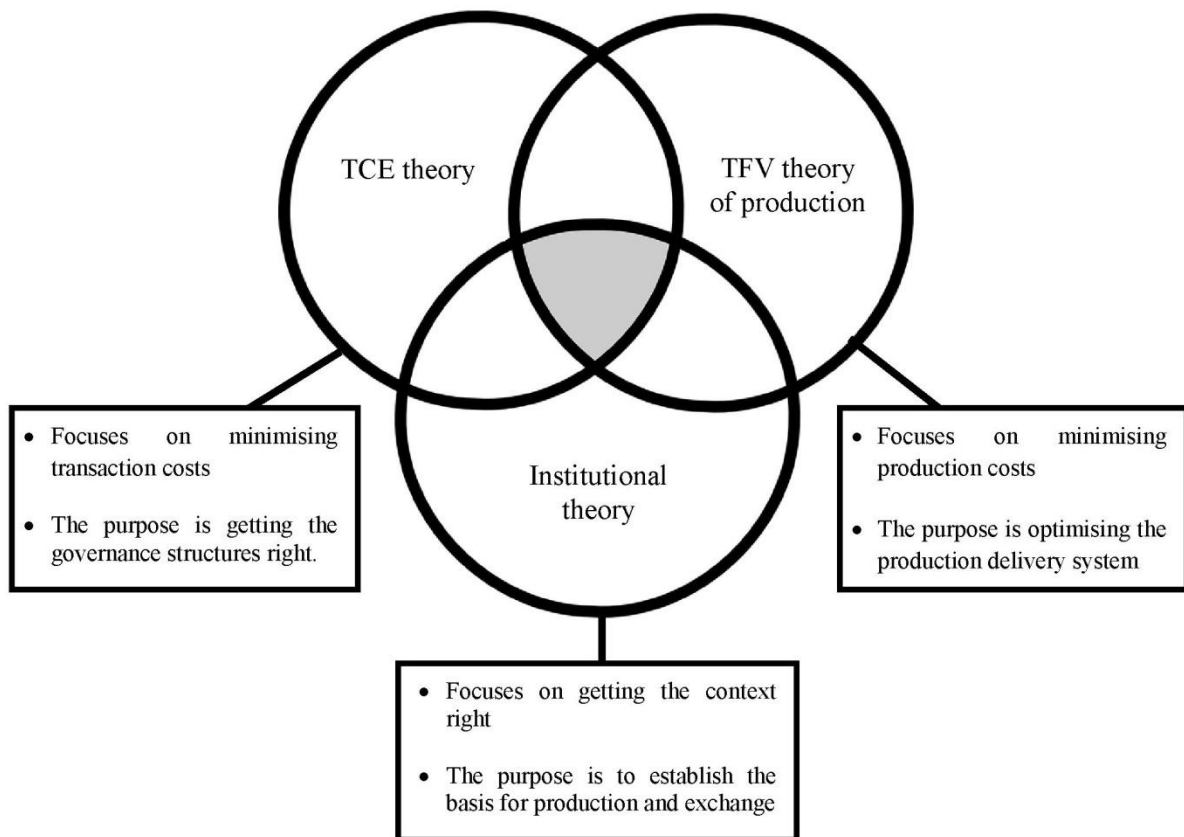 TCE theory
TFV theory
of production
Institutional
theory
• Focuses on minimising
transaction costs
• The purpose is getting the
governance structures right.
• Focuses on minimising
production costs
• The purpose is optimising the
production delivery system
• Focuses on getting the context
right
• The purpose is to establish the
basis for production and exchange